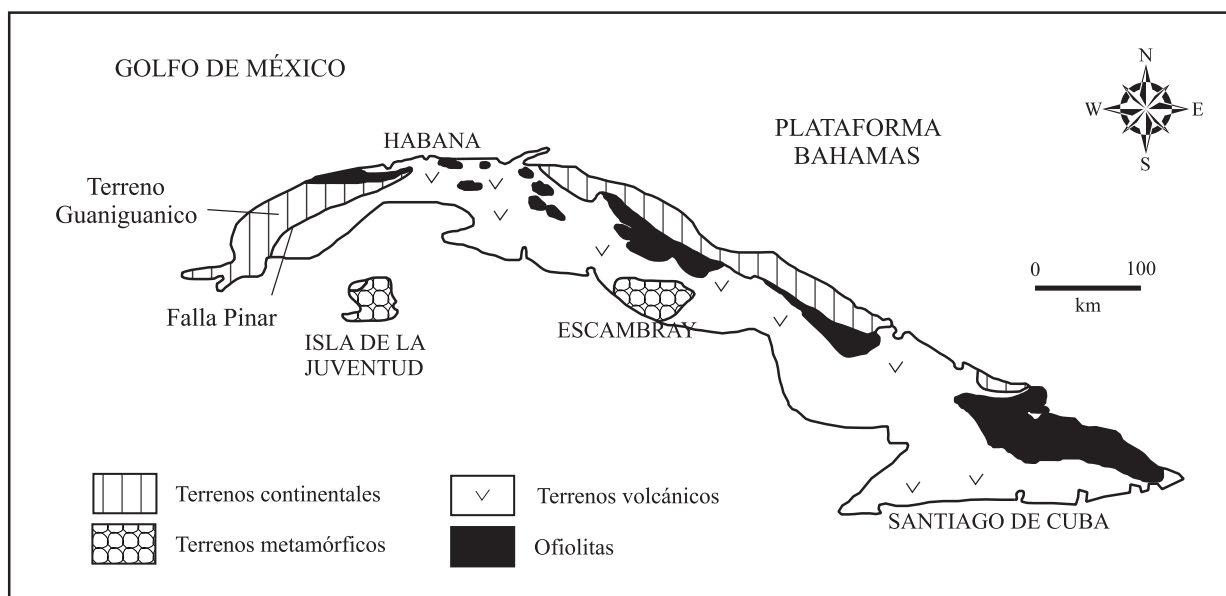 GOLFO DE MÉXICO
N
W
E
S
PLATAFORMA
BAHAMAS
HABANA
Terreno
Guaniguanico
Falla Pinar
ISLA DE LA
JUVENTUD
ESCAMBRAY
0
100
km
SANTIAGO DE CUBA
Terrenos continentales
Terrenos volcánicos
Terrenos metamórficos
Ofiolitas